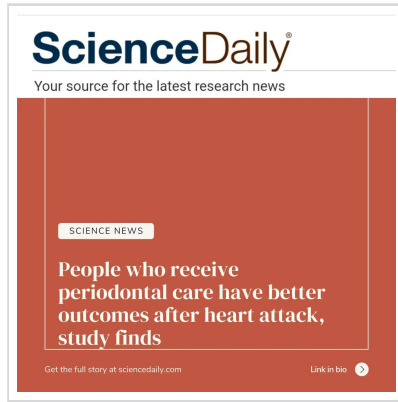 ScienceDaily®
Your source for the latest research news
SCIENCE NEWS
People who receive
periodontal care have better
outcomes after heart attack,
study finds
Get the full story at sciencedaily.com Link in bio